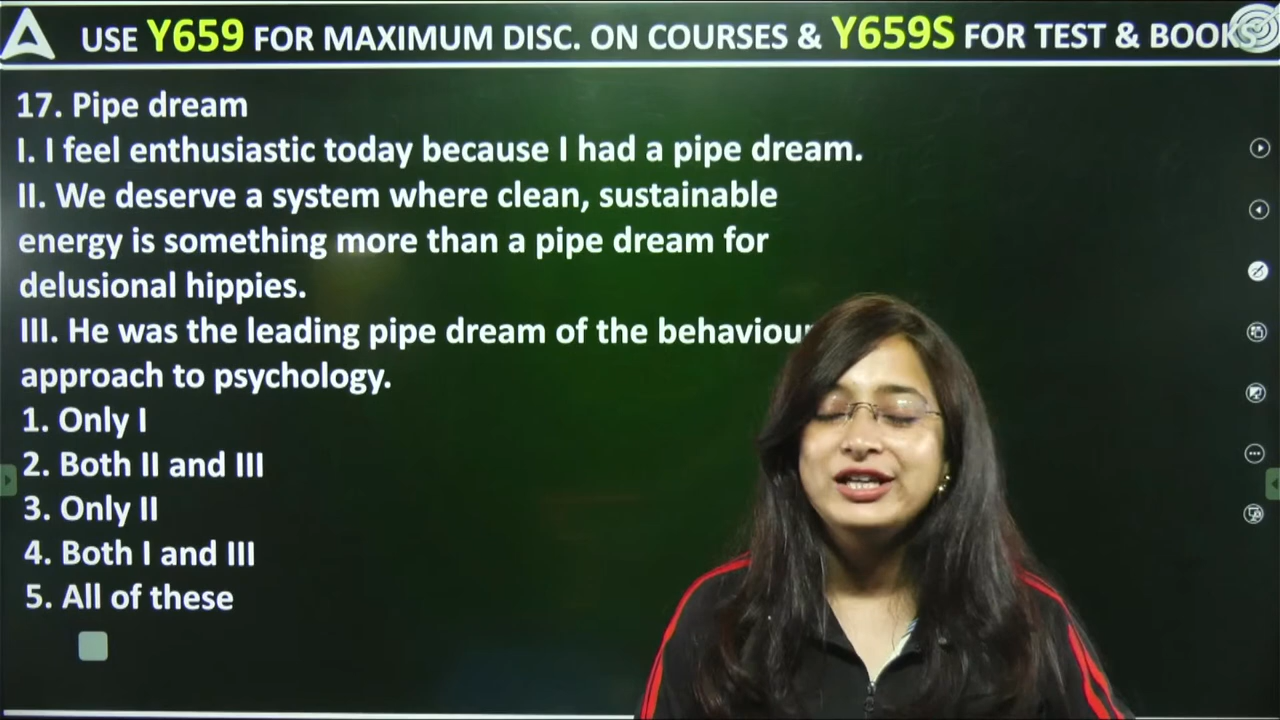 USE Y659 FOR MAXIMUM DISC. ON COURSES & Y659S FOR TEST & BOOKS
17. Pipe dream
I. I feel enthusiastic today because I had a pipe dream.
II. We deserve a system where clean, sustainable
energy is something more than a pipe dream for
delusional hippies.
III. He was the leading pipe dream of the behaviour
approach to psychology.
1. Only I
2. Both II and III
3. Only II
4. Both I and III
5. All of these